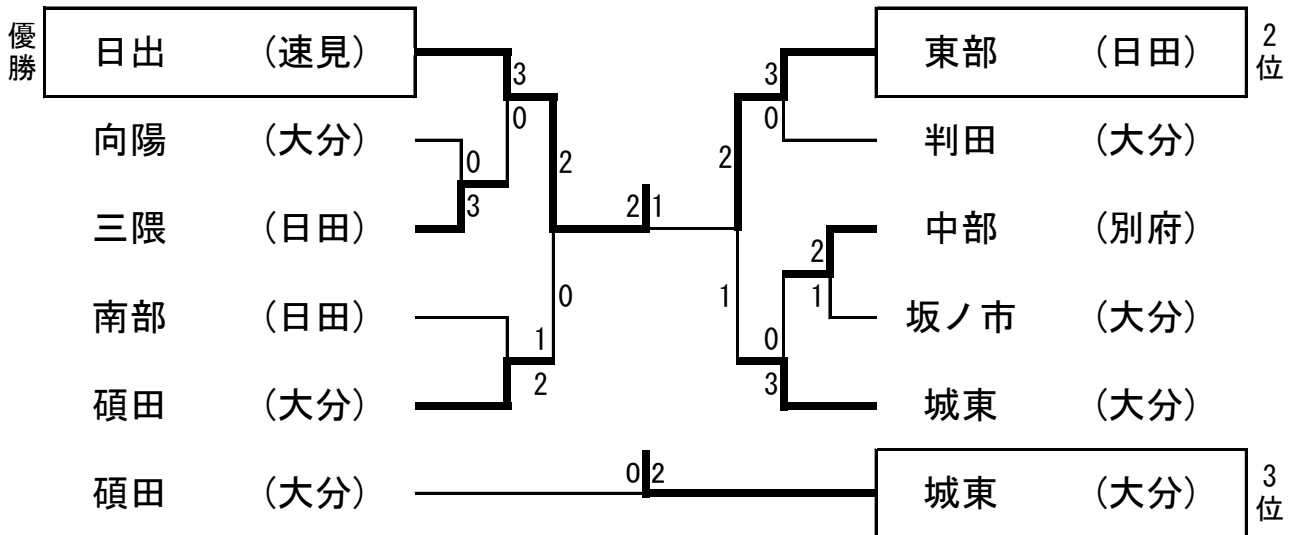 優勝
日出 (速見)
東部 (日田)
2位
3
0
3
0
向陽 (大分)
判田 (大分)
0
3
2
2
三隈 (日田)
2 1
中部 (別府)
2
1
南部 (日田)
0
1
坂ノ市 (大分)
1
2
0
3
碩田 (大分)
城東 (大分)
碩田 (大分)
0 2
城東 (大分)
3位